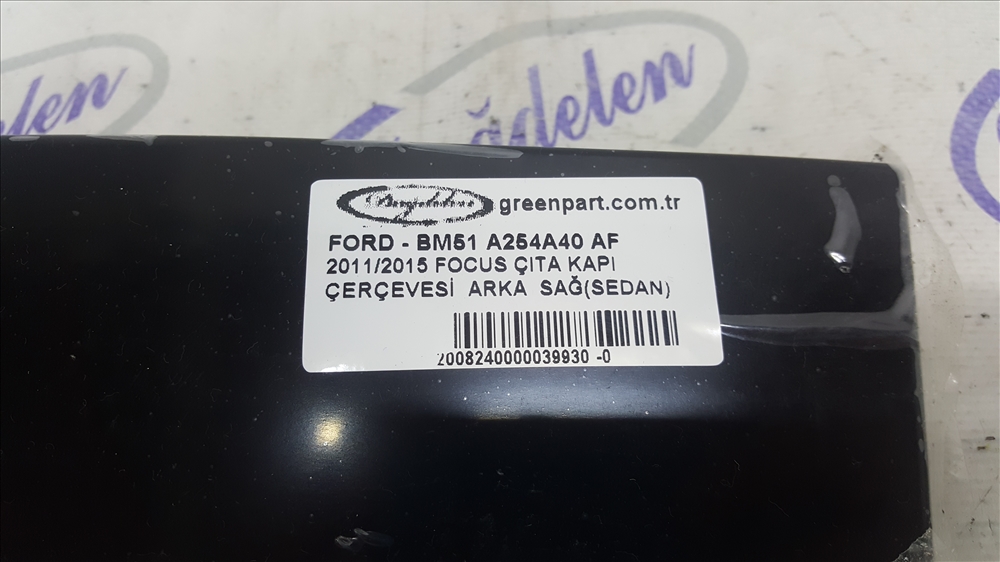 greenpart.com.tr
FORD - BM51 A254A40 AF
2011/2015 FOCUS ÇITA KAPI
ÇERÇEVESİ ARKA SAĞ(SEDAN)
2008240000039930 -0